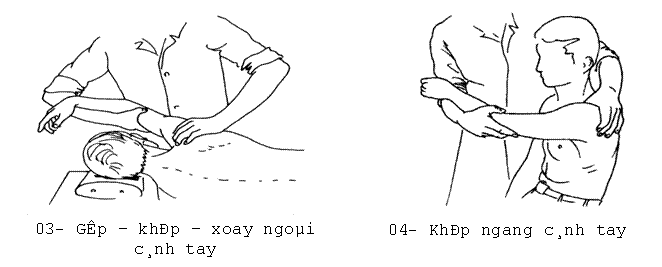 03- GÊp – khÐp – xoay ngoµi
c¸nh tay
04- KhÐp ngang c¸nh tay